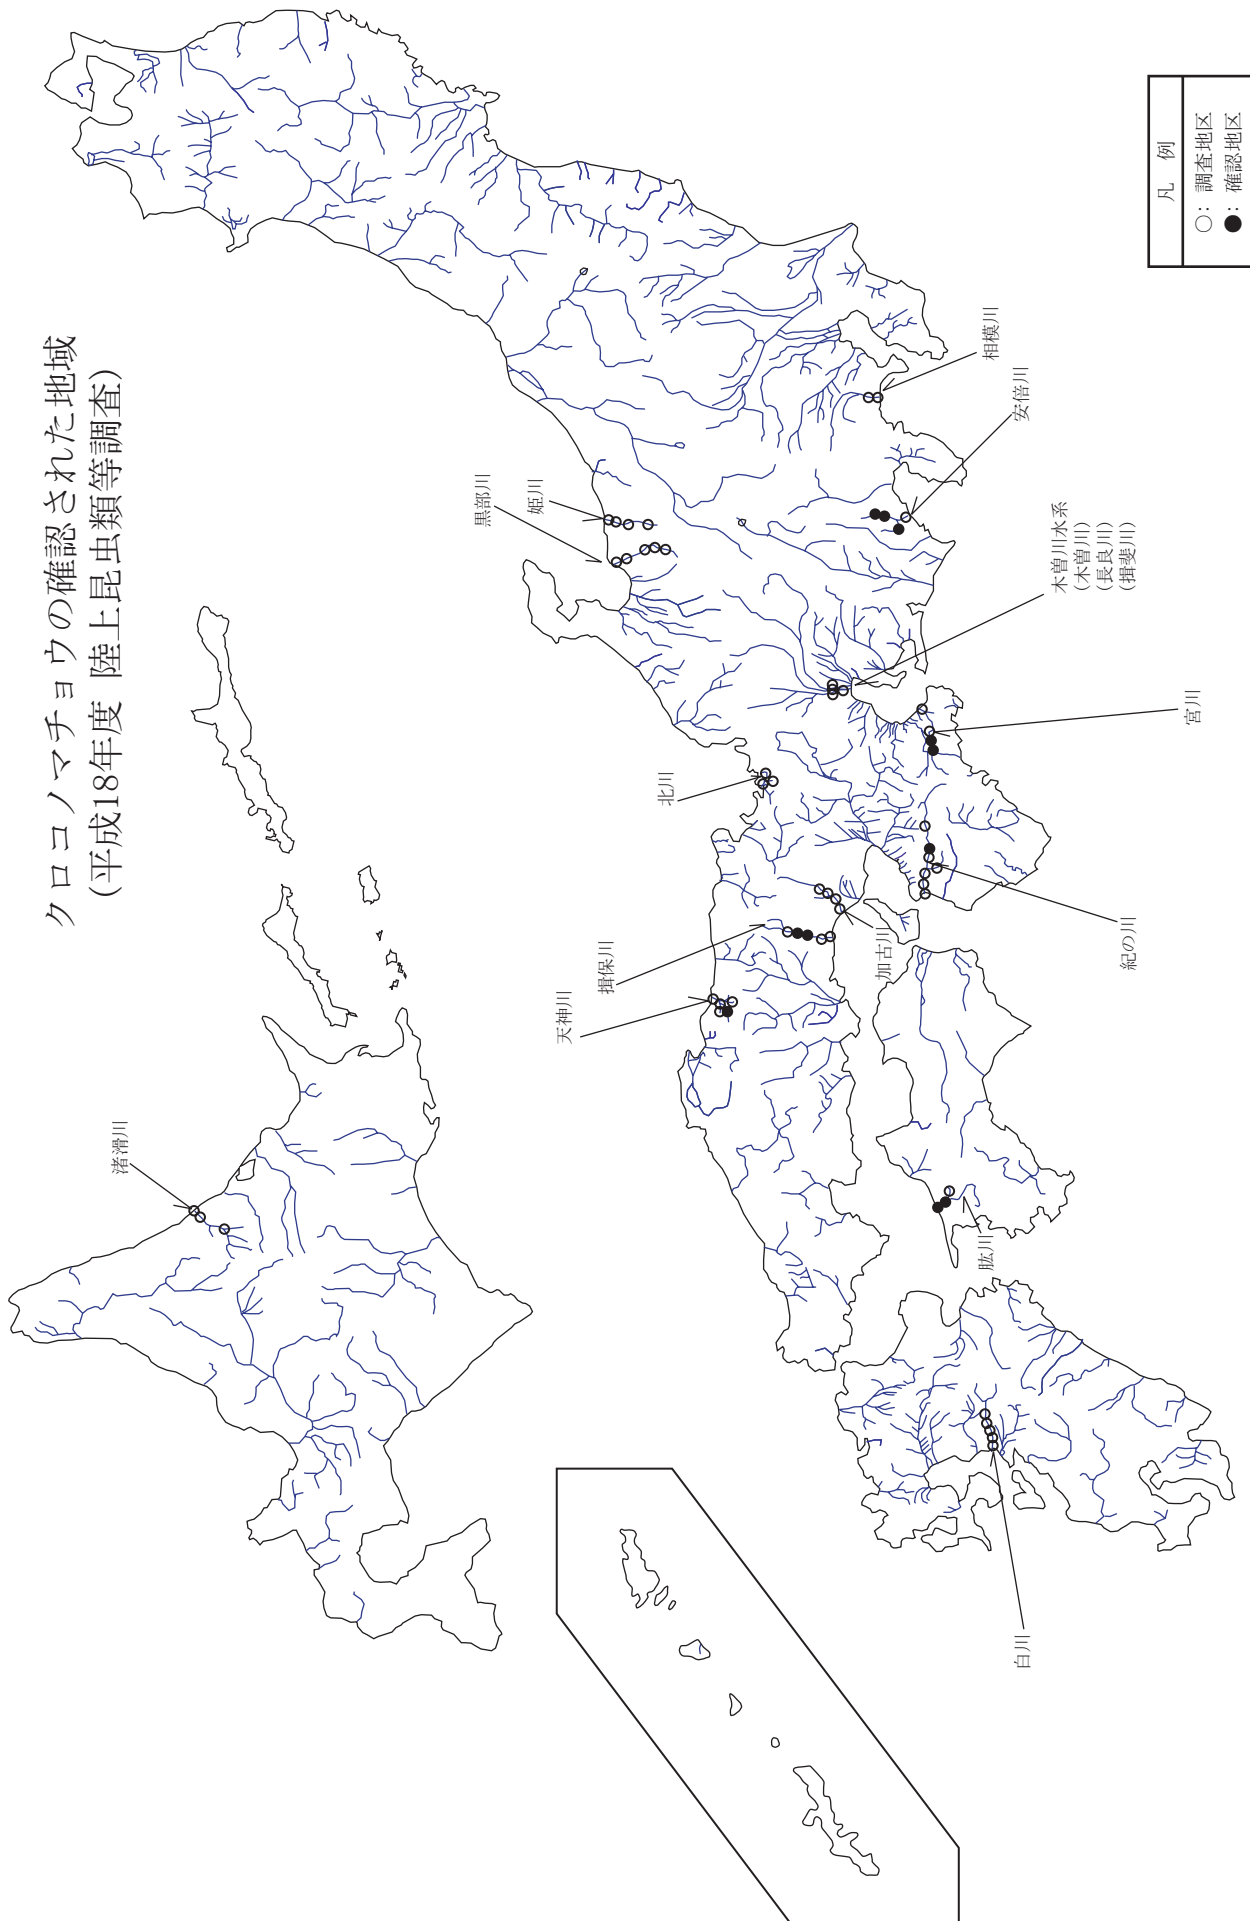 クロコノマチョウの確認された地域
(平成18年度 陸上昆虫類等調査)
渚滑川
黒部川
姫川
北川
揖保川
天神川
加古川
相模川
安倍川
木曽川水系
(木曽川)
(長良川)
(揖斐川)
宮川
紀の川
肱川
白川
凡 例
○: 調査地区
●: 確認地区